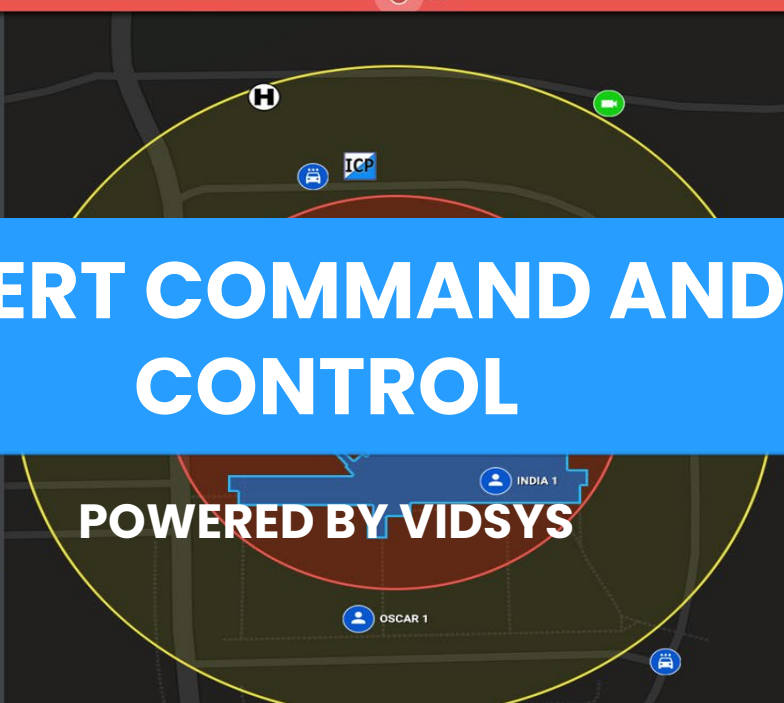 H
ICP
ERT COMMAND AND
CONTROL
INDIA 1
POWERED BY VIDSYS
OSCAR 1